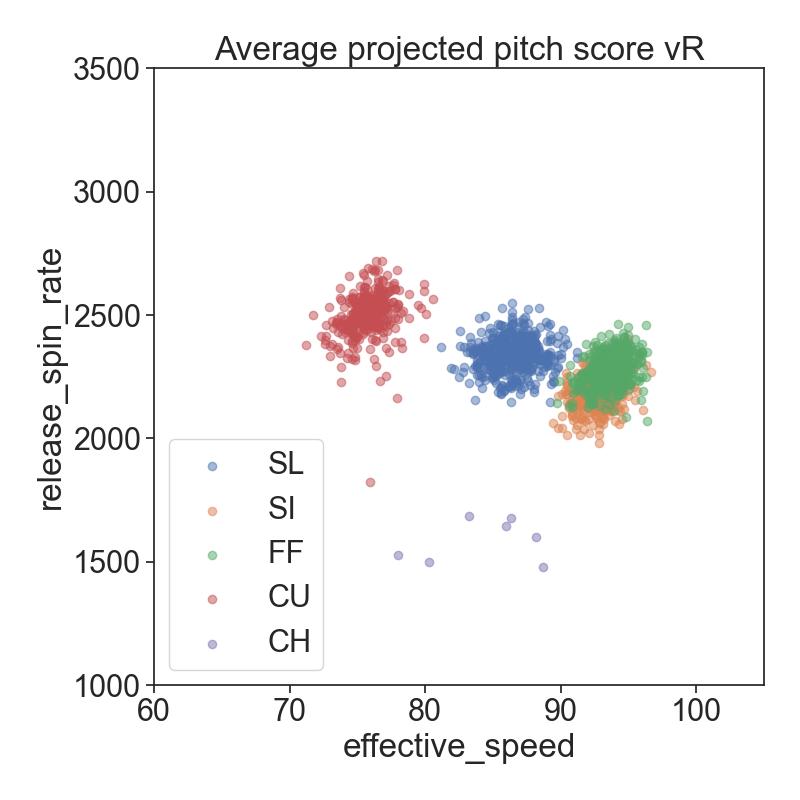 Average projected pitch score vR
3500
3000
2500
2000
1500
1000
release_spin_rate
SL
SI
FF
CU
CH
60 70 80 90 100
effective_speed